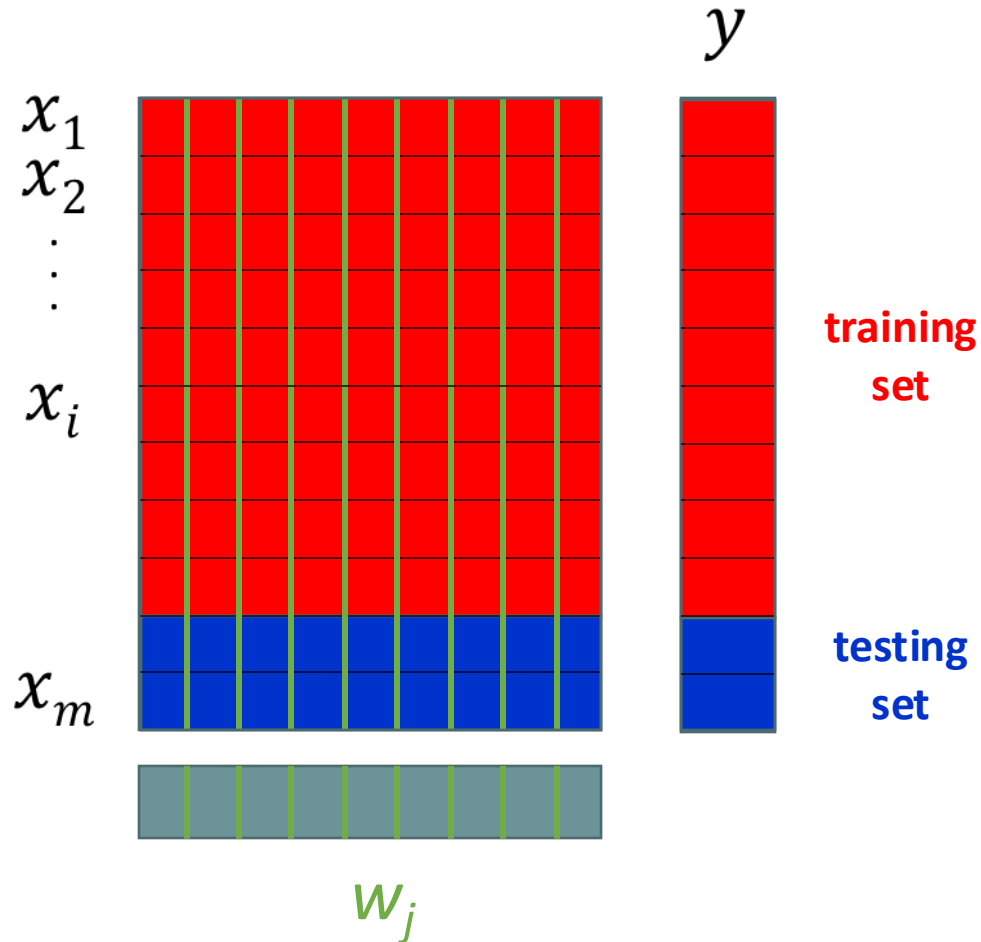 y
x₁
x₂
⋮
xᵢ
training
set
testing
set
xₘ
wⱼ